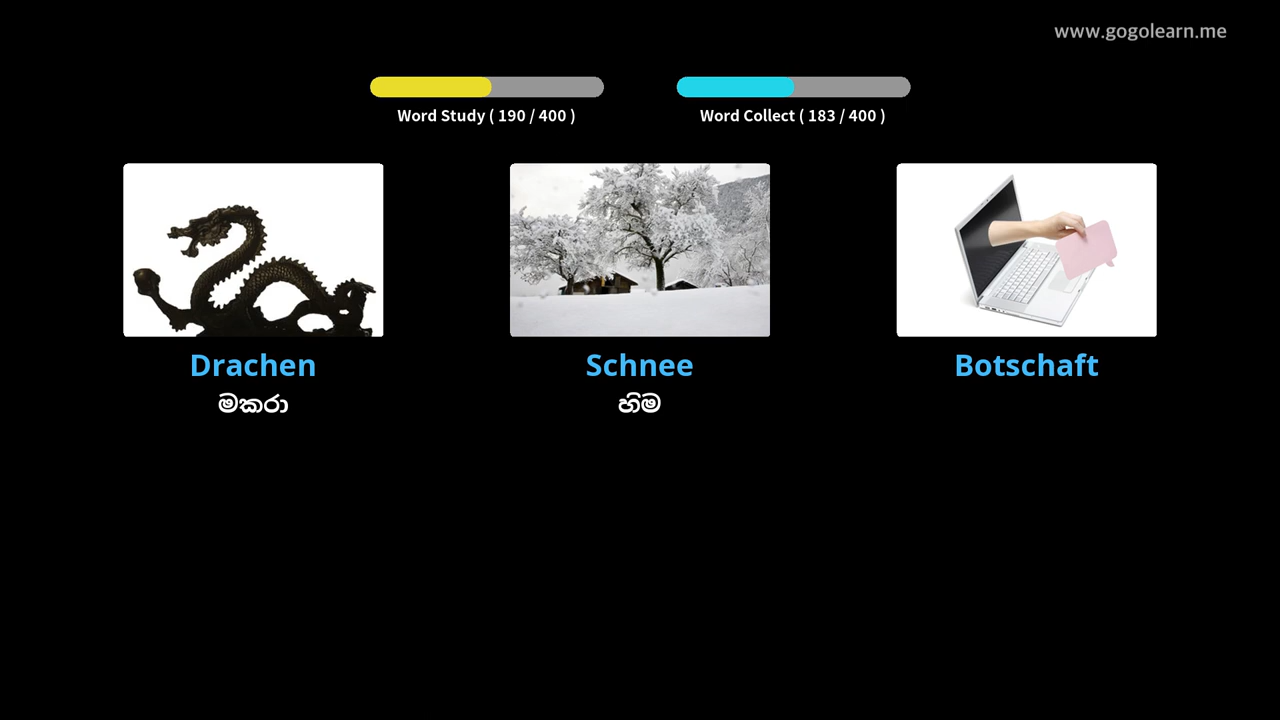 www.gogolearn.me
Word Study ( 190 / 400 )
Word Collect ( 183 / 400 )
Drachen
මකරා
Schnee
හිම
Botschaft